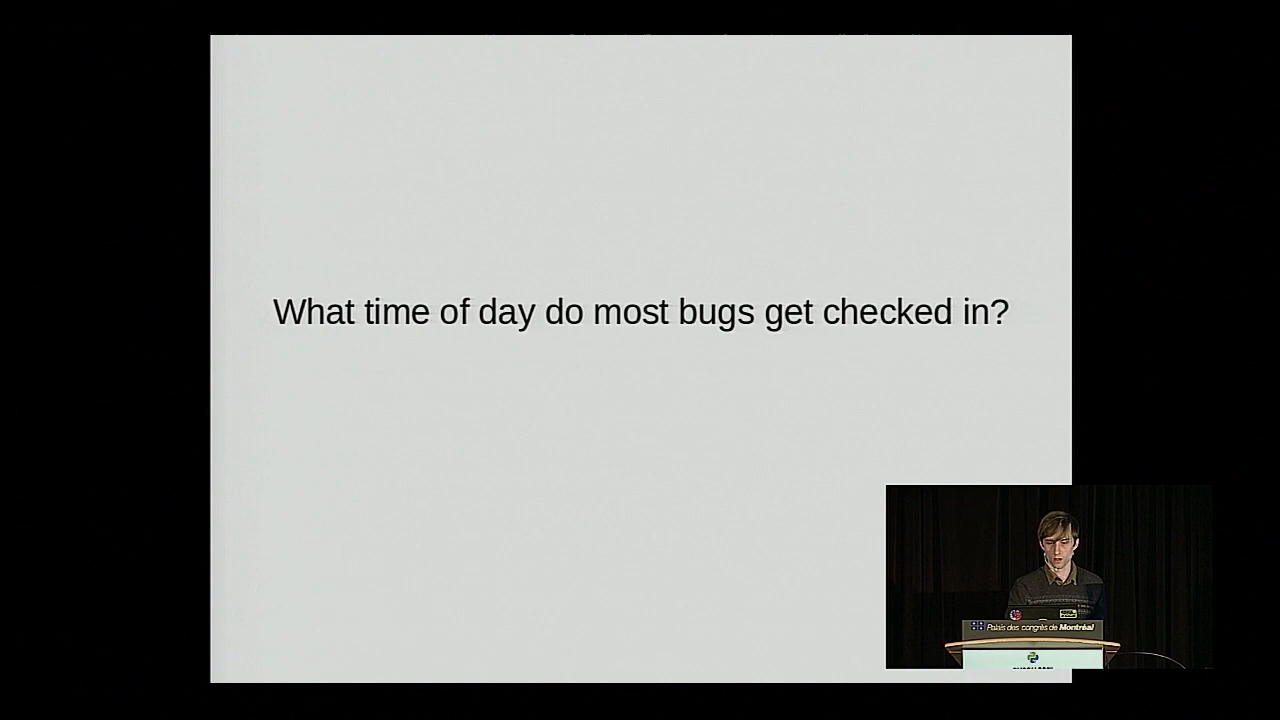 What time of day do most bugs get checked in?
Palais des congrès de Montréal